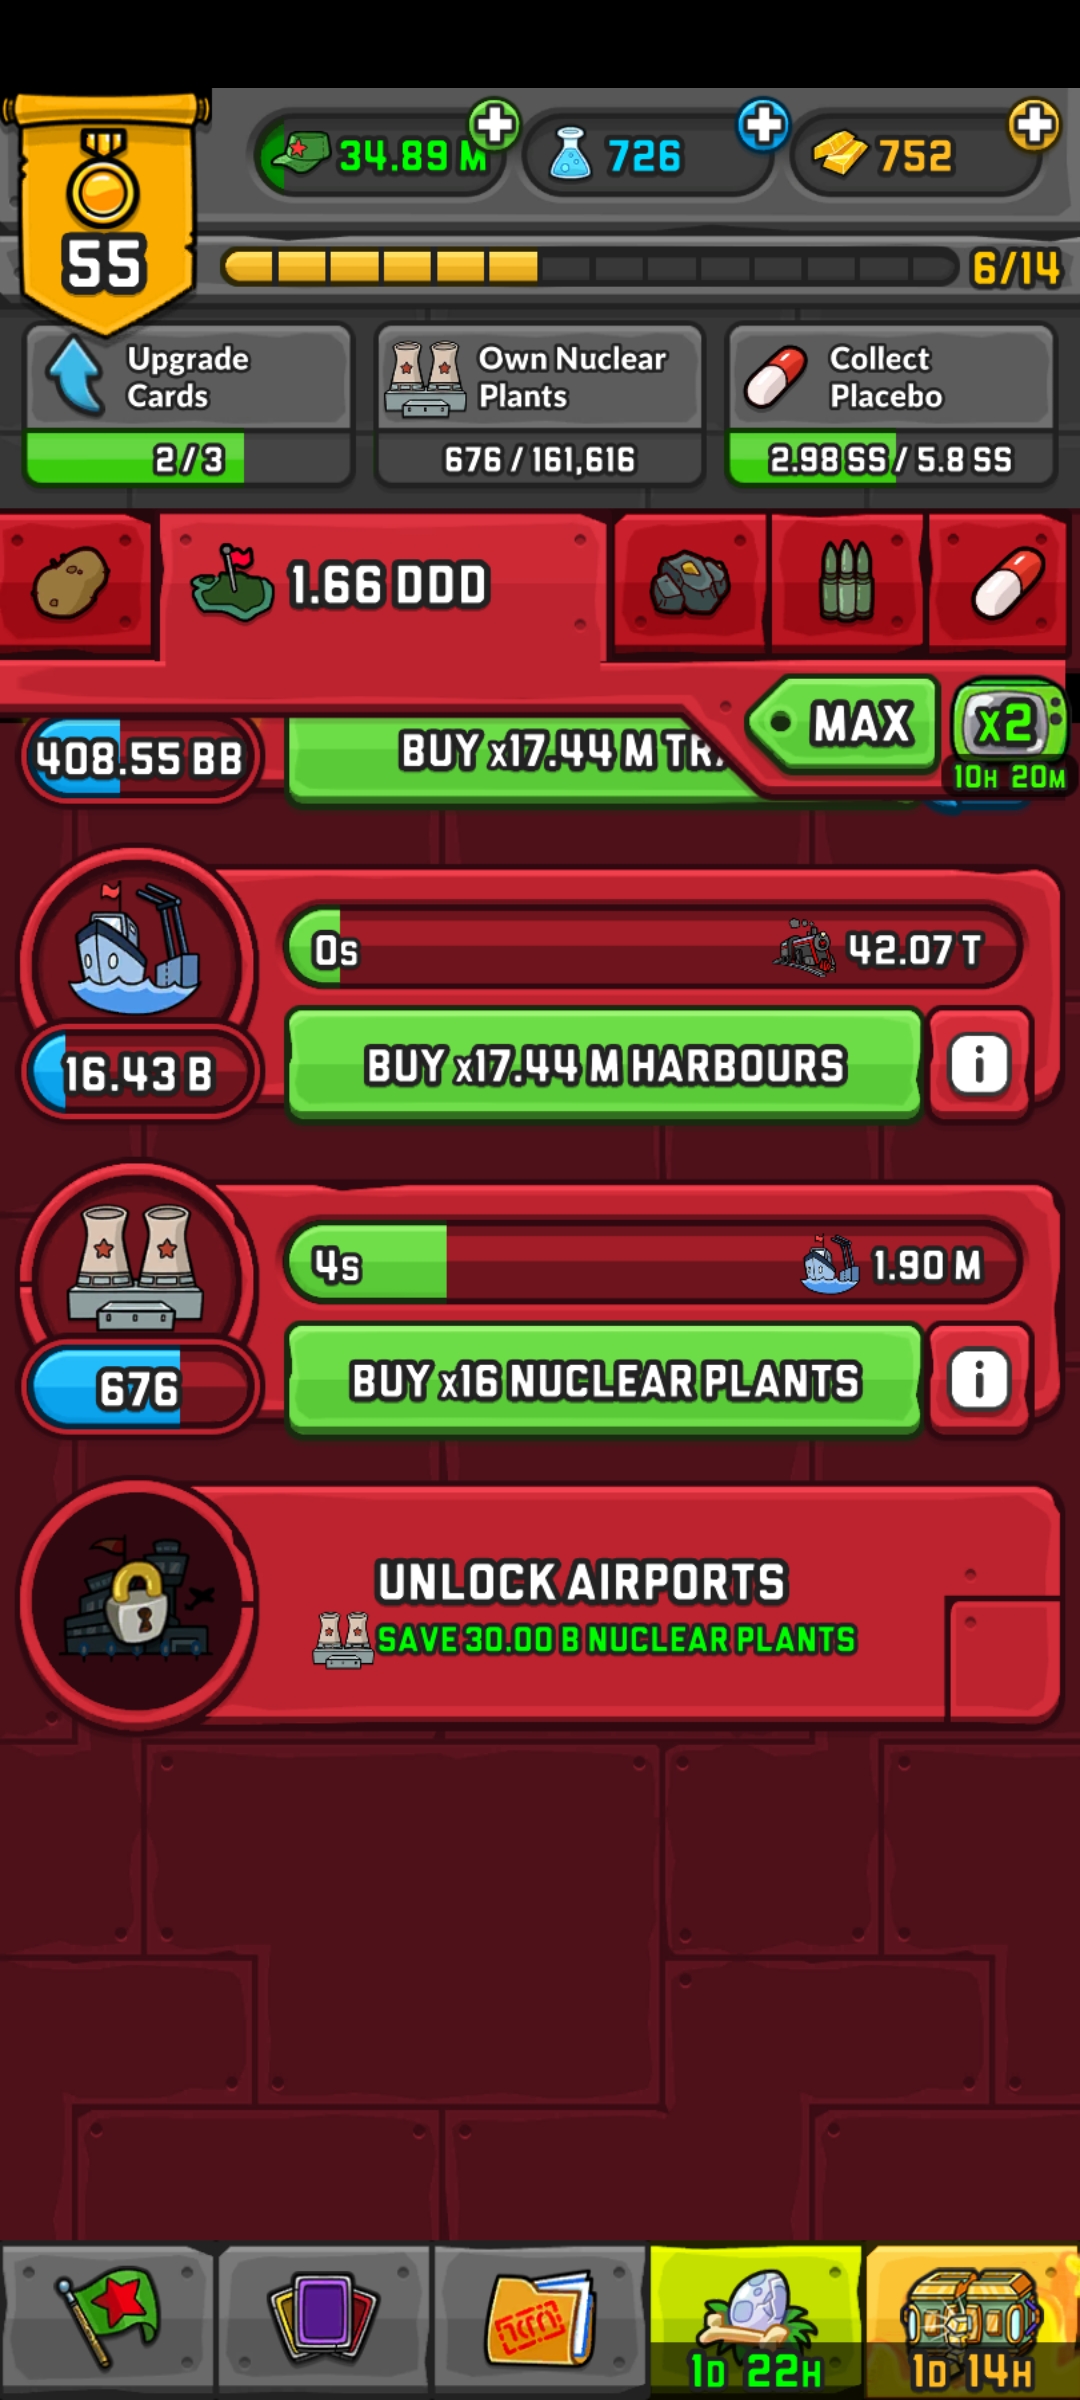 34.89 M
726
752
55
6/14
Upgrade
Cards
2/3
Own Nuclear
Plants
676 / 161,616
Collect
Placebo
2.98 SS / 5.8 SS
1.66 DDD
MAX
x2
10H 20M
408.55 BB
BUY x17.44 M
0s
42.07 T
16.43 B
BUY x17.44 M HARBOURS
i
4s
1.90 M
676
BUY x16 NUCLEAR PLANTS
i
UNLOCK AIRPORTS
SAVE 30.00 B NUCLEAR PLANTS
1D 22H
1D 14H